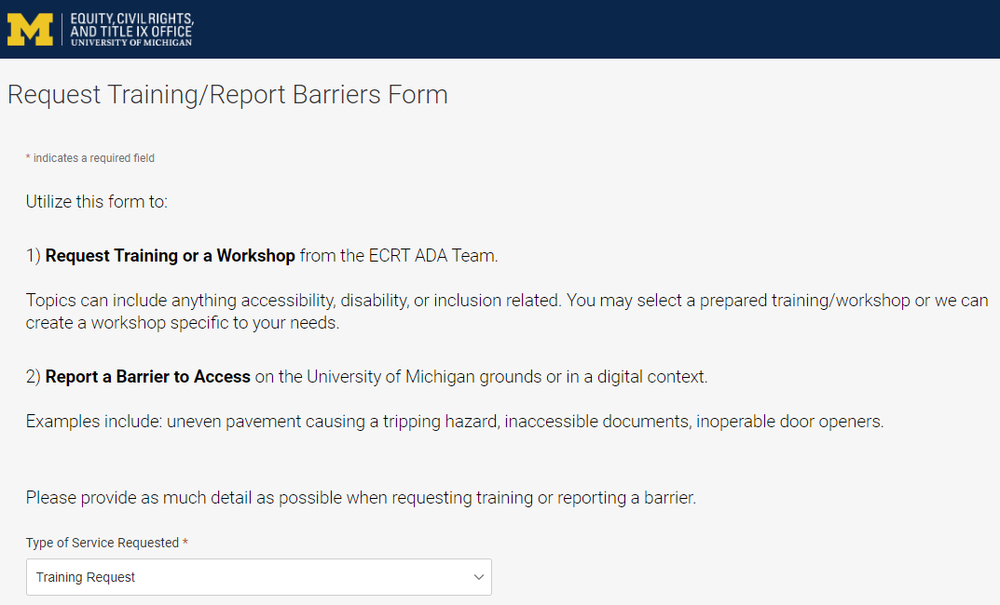 M
EQUITY, CIVIL RIGHTS,
AND TITLE IX OFFICE
UNIVERSITY OF MICHIGAN
Request Training/Report Barriers Form
* indicates a required field
Utilize this form to:
1) Request Training or a Workshop from the ECRT ADA Team.
Topics can include anything accessibility, disability, or inclusion related. You may select a prepared training/workshop or we can
create a workshop specific to your needs.
2) Report a Barrier to Access on the University of Michigan grounds or in a digital context.
Examples include: uneven pavement causing a tripping hazard, inaccessible documents, inoperable door openers.
Please provide as much detail as possible when requesting training or reporting a barrier.
Type of Service Requested *
Training Request